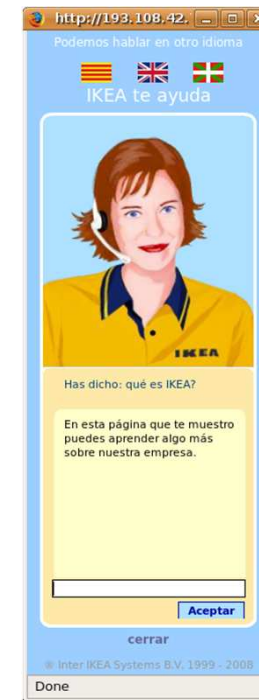 http://193.108.42.
Podemos hablar en otro idioma
IKEA te ayuda
IKEA
Has dicho: qué es IKEA?
En esta página que te muestro
puedes aprender algo más
sobre nuestra empresa.
Aceptar
cerrar
® Inter IKEA Systems B.V. 1999 - 2008
Done